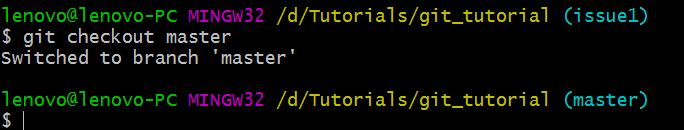 lenovo@lenovo-PC MINGW32 /d/Tutorials/git_tutorial (issue1)
$ git checkout master
Switched to branch 'master'
lenovo@lenovo-PC MINGW32 /d/Tutorials/git_tutorial (master)
$